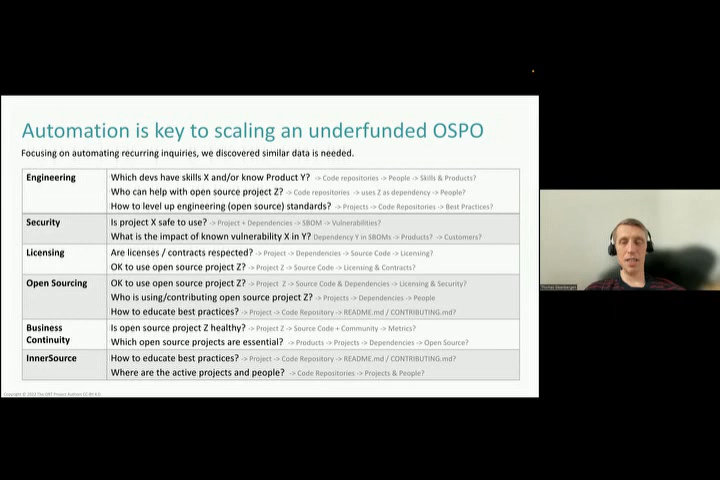 Automation is key to scaling an underfunded OSPO
Focusing on automating recurring inquiries, we discovered similar data is needed.
Engineering
Which devs have skills X and/or know Product Y? -> Code repositories -> People -> Skills & Products?
Who can help with open source project Z? -> Code repositories -> uses Z as dependency -> People?
How to level up engineering (open source) standards? -> Projects -> Code Repositories -> Best Practices?
Security
Is project X safe to use? -> Project + Dependencies -> SBOM -> Vulnerabilities?
What is the impact of known vulnerability X in Y? Dependency Y in SBOMs -> Products? -> Customers?
Licensing
Are licenses / contracts respected? -> Project -> Dependencies -> Source Code -> Licensing?
OK to use open source project Z? -> Project Z -> Source Code -> Licensing & Contracts?
Open Sourcing
OK to use open source project Z? -> Project Z -> Source Code & Dependencies -> Licensing & Security?
Who is using/contributing open source project Z? -> Projects -> Dependencies -> People
How to educate best practices? -> Project -> Code Repository -> README.md / CONTRIBUTING.md?
Business
Continuity
Is open source project Z healthy? -> Project Z -> Source Code + Community -> Metrics?
Which open source projects are essential? -> Products -> Projects -> Dependencies -> Open Source?
InnerSource
How to educate best practices? -> Project -> Code Repository -> README.md / CONTRIBUTING.md?
Where are the active projects and people? -> Code Repositories -> Projects & People?